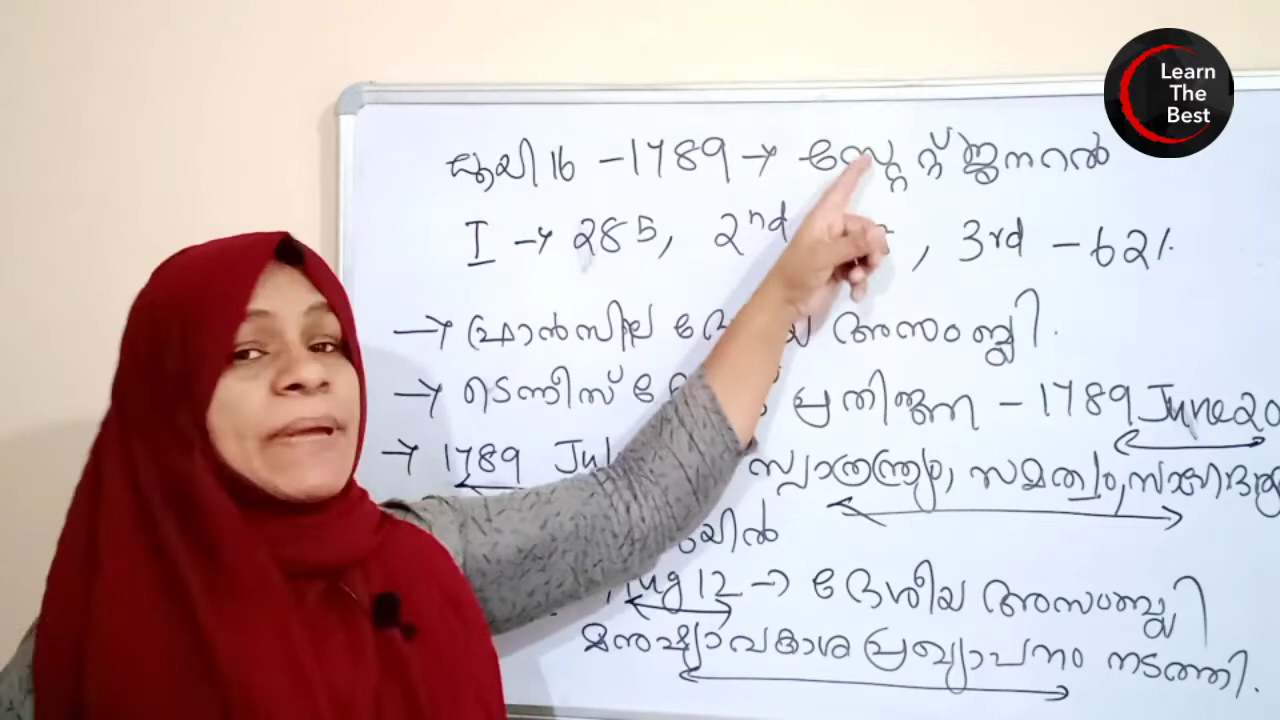 Learn
The
Best
ലൂയി 16 - 1789 → സ്റ്റേറ്റ് ജനറൽ
I → 285, 2nd , 3rd - 621
→ ഫ്രാൻസിലെ അസംബ്ലി.
→ ടെന്നീസ് പ്രതിജ്ഞ - 1789 June 20
→ 1789 സ്വാതന്ത്ര്യം, സമത്വം,
Aug 12 → ദേശീയ അസംബ്ലി
മനുഷ്യാവകാശ പ്രഖ്യാപനം നടത്തി.